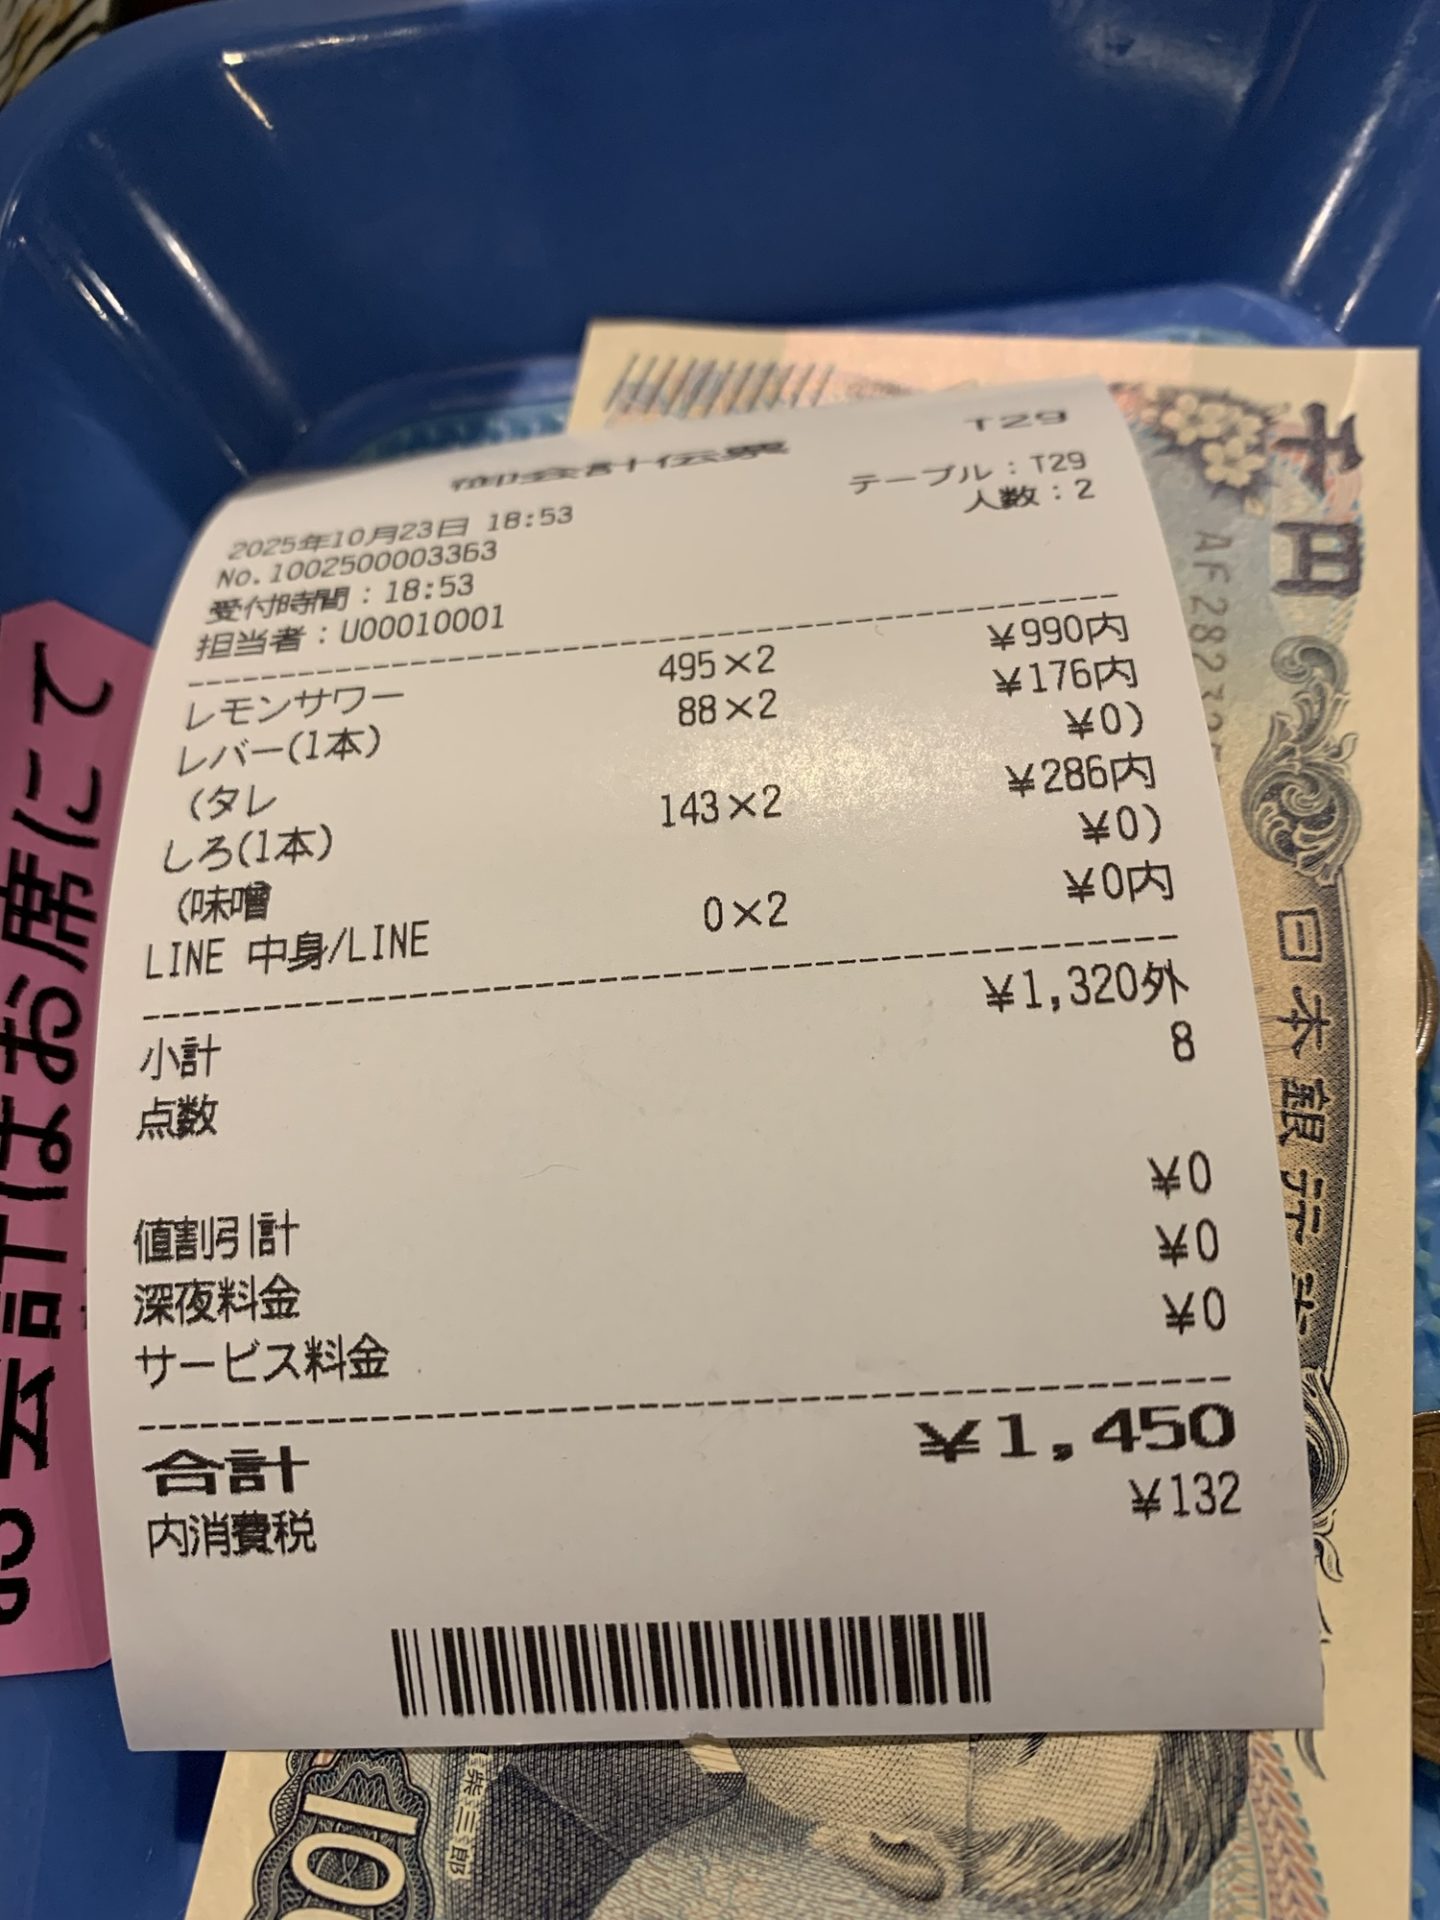 御会計伝票
T29
2025年10月23日 18:53
テーブル：T29
No.1002500003363
人数：2
受付時間：18:53
担当者：U00010001
レモンサワー 495×2 ¥990内
レバー(1本) 88×2 ¥176内
(タレ ¥0)
しろ(1本) 143×2 ¥286内
(味噌 ¥0)
LINE 中身/LINE 0×2 ¥0内
小計 ¥1,320外
点数 8
値割引計 ¥0
深夜料金 ¥0
サービス料金 ¥0
合計 ¥1,450
内消費税 ¥132
お会計はお席にて
千円
日本銀行
柴三郎